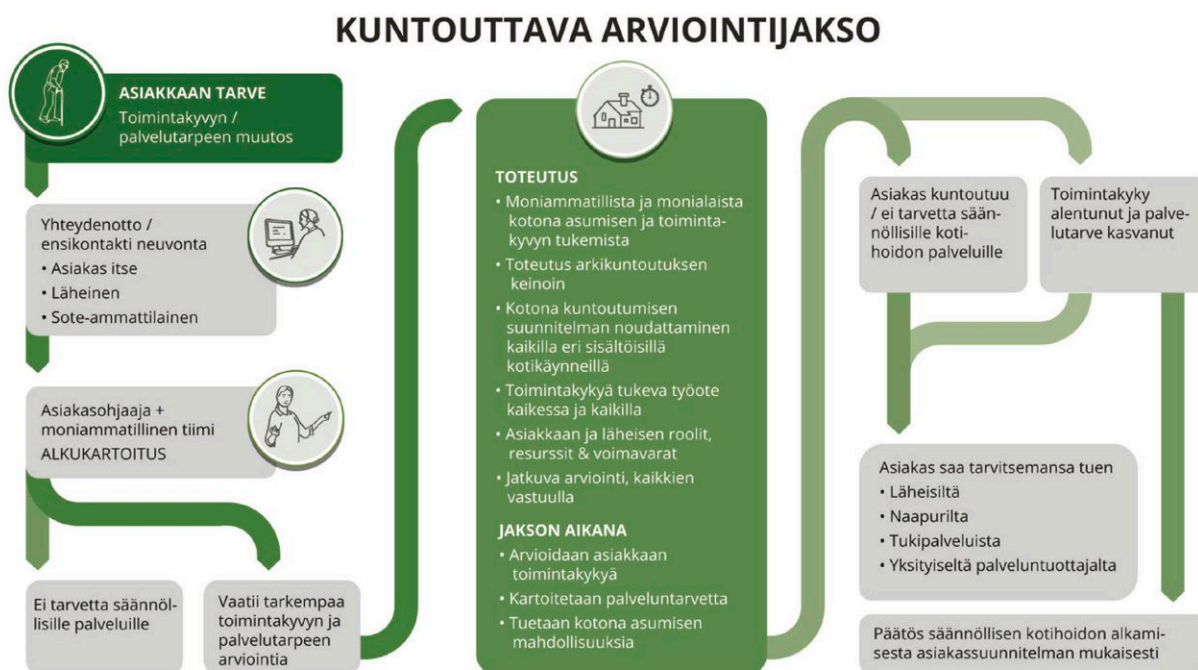 KUNTOUTTAVA ARVIOINTIJAKSO
ASIAKKAAN TARVE
Toimintakyvyn /
palvelutarpeen muutos
Yhteydenotto /
ensikontakti neuvonta
• Asiakas itse
• Läheinen
• Sote-ammattilainen
Asiakasohjaaja +
moniammatillinen tiimi
ALKUKARTOITUS
Ei tarvetta säännöl-
lisille palveluille
Vaatii tarkempaa
toimintakyvyn ja
palvelutarpeen
arviointia
TOTEUTUS
• Moniammatillista ja monialaista
kotona asumisen ja toiminta-
kyvyn tukemista
• Toteutus arkikuntoutuksen
keinoin
• Kotona kuntoutumisen
suunnitelman noudattaminen
kaikilla eri sisältöisillä
kotikäynneillä
• Toimintakykyä tukeva työote
kaikessa ja kaikilla
• Asiakkaan ja läheisen roolit,
resurssit & voimavarat
• Jatkuva arviointi, kaikkien
vastuulla
JAKSON AIKANA
• Arvioidaan asiakkaan
toimintakykyä
• Kartoitetaan palveluntarvetta
• Tuetaan kotona asumisen
mahdollisuuksia
Asiakas kuntoutuu
/ ei tarvetta sään-
nöllisille koti-
hoidon palveluille
Toimintakyky
alentunut ja palve-
lutarve kasvanut
Asiakas saa tarvitsemansa tuen
• Läheisiltä
• Naapurilta
• Tukipalveluista
• Yksityiseltä palveluntuottajalta
Päätös säännöllisen kotihoidon alkami-
sesta asiakassuunnitelman mukaisesti